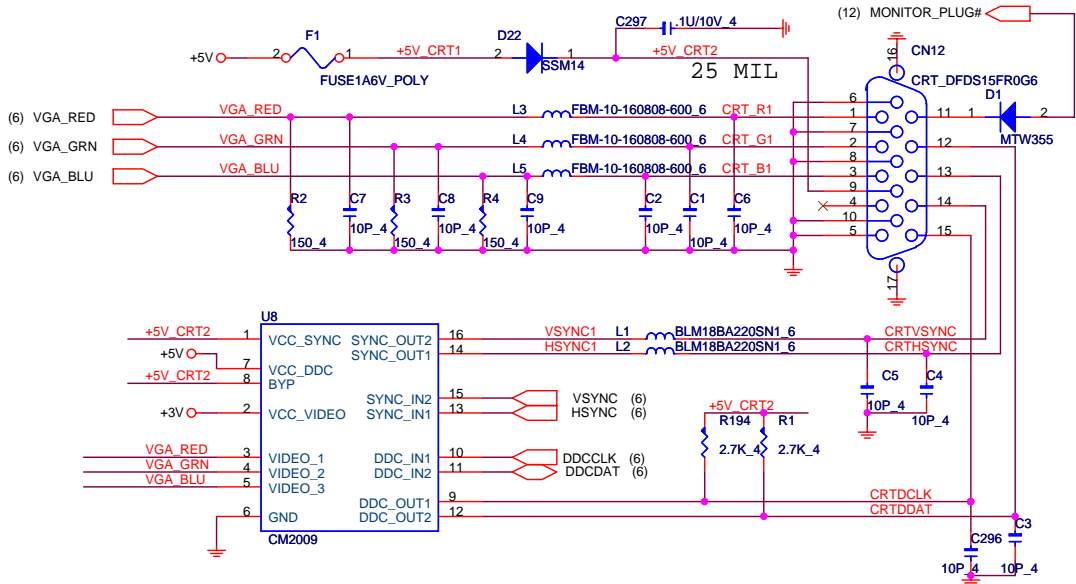 (12) MONITOR_PLUG#
C297 .1U/10V_4
F1
D22
+5V 2 1 +5V_CRT1 2 1 +5V_CRT2
FUSE1A6V_POLY
SSM14
25 MIL
16
CN12
CRT_DFDS15FR0G6
D1
(6) VGA_RED VGA_RED L3 FBM-10-160808-600_6 CRT_R1
(6) VGA_GRN VGA_GRN L4 FBM-10-160808-600_6 CRT_G1
(6) VGA_BLU VGA_BLU L5 FBM-10-160808-600_6 CRT_B1
6
1
7
2
8
3
9
4
10
5
11 1 2
MTW355
12
13
14
15
17
R2 C7 R3 C8 R4 C9 C2 C1 C6
150_4 10P_4 150_4 10P_4 150_4 10P_4 10P_4 10P_4 10P_4
U8
+5V_CRT2 1 VCC_SYNC
+5V 7 VCC_DDC
+5V_CRT2 8 BYP
+3V 2 VCC_VIDEO
VGA_RED 3 VIDEO_1
VGA_GRN 4 VIDEO_2
VGA_BLU 5 VIDEO_3
6 GND
CM2009
SYNC_OUT2 16 VSYNC1 L1 BLM18BA220SN1_6 CRTVSYNC
SYNC_OUT1 14 HSYNC1 L2 BLM18BA220SN1_6 CRTHSYNC
SYNC_IN2 15 VSYNC (6)
SYNC_IN1 13 HSYNC (6)
DDC_IN1 10 DDCCLK (6)
DDC_IN2 11 DDCDAT (6)
DDC_OUT1 9 CRTDCLK
DDC_OUT2 12 CRTDDAT
C5 C4
10P_4 10P_4
+5V_CRT2
R194 R1
2.7K_4 2.7K_4
C296 C3
10P_4 10P_4